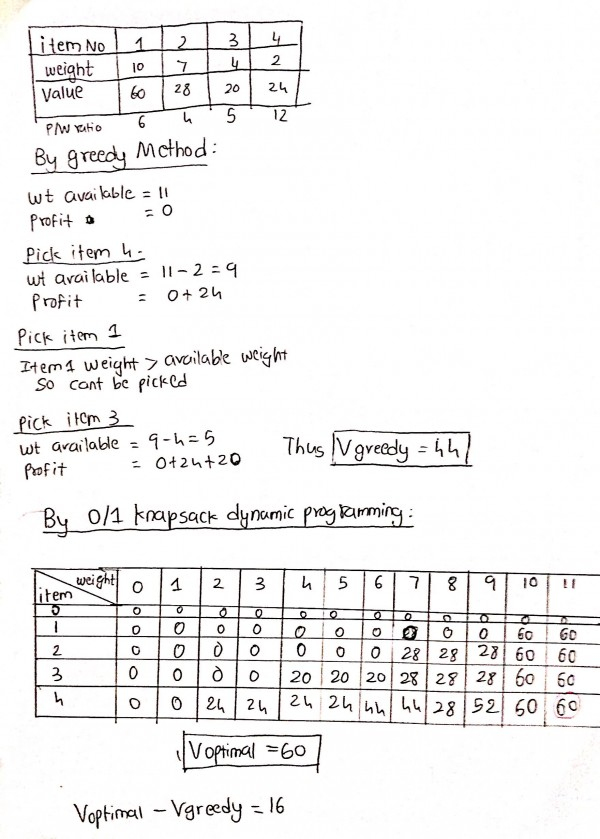 item No 1 2 3 4
weight 10 7 4 2
Value 60 28 20 24
P/W ratio 6 4 5 12
By greedy Method:
wt available = 11
Profit = 0
Pick item 4-
wt available = 11-2=9
Profit = 0+24
Pick item 1
Item1 weight > available weight
So cant be picked
Pick item 3
wt available = 9-4=5
Profit = 0+24+20
Thus Vgreedy = 44
By 0/1 knapsack dynamic programming:
item weight 0 1 2 3 4 5 6 7 8 9 10 11
0 0 0 0 0 0 0 0 0 0 0 0 0
1 0 0 0 0 0 0 0 0 0 0 60 60
2 0 0 0 0 0 0 0 28 28 28 60 60
3 0 0 0 0 20 20 20 28 28 28 60 60
4 0 0 24 24 24 24 44 44 28 52 60 60
Voptimal = 60
Voptimal - Vgreedy = 16